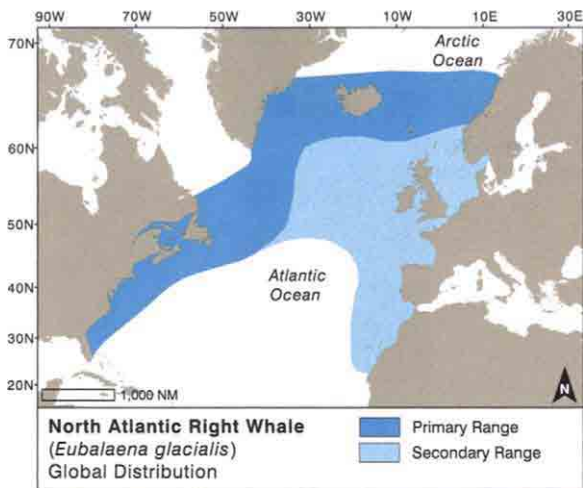 90W 70W 50W 30W 10W 10E 30E
70N
Arctic
Ocean
60N
50N
Atlantic
Ocean
40N
30N
20N
1,000 NM
N
North Atlantic Right Whale
(Eubalaena glacialis)
Global Distribution
Primary Range
Secondary Range